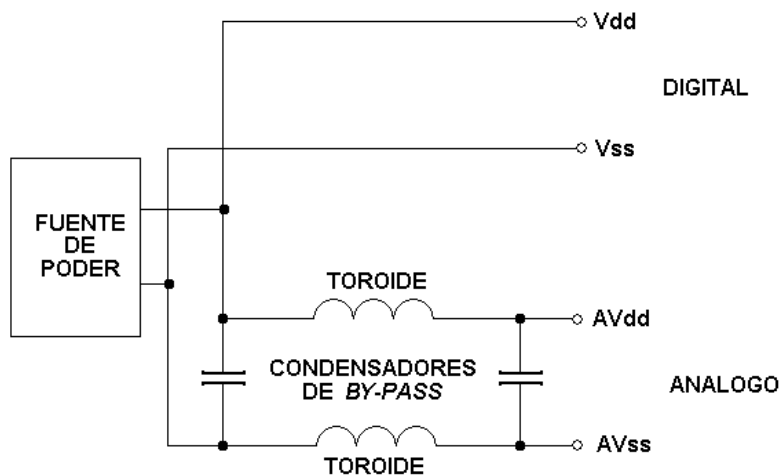 Vdd
DIGITAL
Vss
FUENTE
DE
PODER
TOROIDE
AVdd
CONDENSADORES
DE BY-PASS
ANALOGO
AVss
TOROIDE